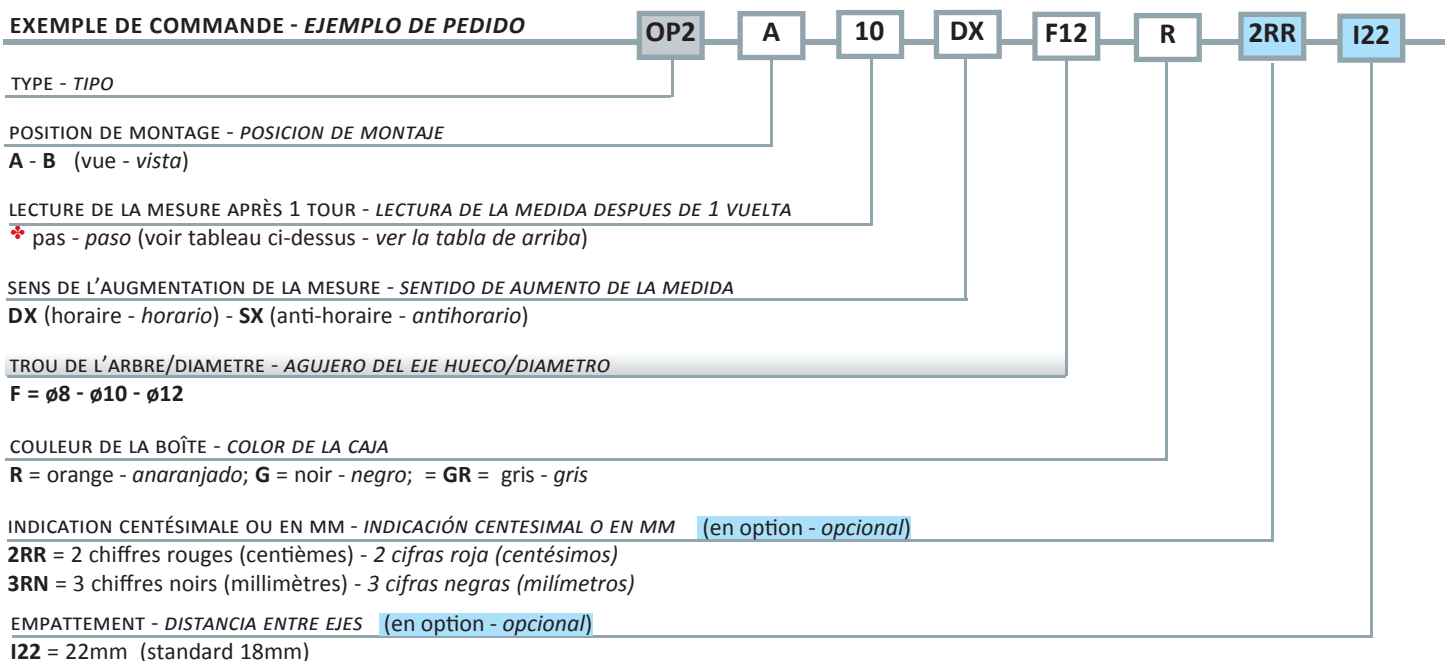 EXEMPLE DE COMMANDE - EJEMPLO DE PEDIDO OP2 A 10 DX F12 R 2RR I22
TYPE - TIPO
POSITION DE MONTAGE - POSICION DE MONTAJE
A - B (vue - vista)
LECTURE DE LA MESURE APRÈS 1 TOUR - LECTURA DE LA MEDIDA DESPUES DE 1 VUELTA
✤ pas - paso (voir tableau ci-dessus - ver la tabla de arriba)
SENS DE L’AUGMENTATION DE LA MESURE - SENTIDO DE AUMENTO DE LA MEDIDA
DX (horaire - horario) - SX (anti-horaire - antihorario)
TROU DE L’ARBRE/DIAMETRE - AGUJERO DEL EJE HUECO/DIAMETRO
F = ø8 - ø10 - ø12
COULEUR DE LA BOÎTE - COLOR DE LA CAJA
R = orange - anaranjado; G = noir - negro; = GR = gris - gris
INDICATION CENTÉSIMALE OU EN MM - INDICACIÓN CENTESIMAL O EN MM (en option - opcional)
2RR = 2 chiffres rouges (centièmes) - 2 cifras roja (centésimos)
3RN = 3 chiffres noirs (millimètres) - 3 cifras negras (milímetros)
EMPATTEMENT - DISTANCIA ENTRE EJES (en option - opcional)
I22 = 22mm (standard 18mm)